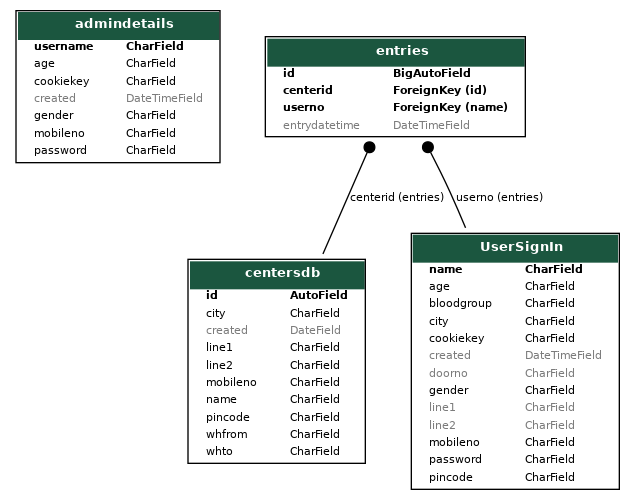 admindetails
username CharField
age CharField
cookiekey CharField
created DateTimeField
gender CharField
mobileno CharField
password CharField
entries
id BigAutoField
centerid ForeignKey (id)
userno ForeignKey (name)
entrydatetime DateTimeField
centerid (entries)
userno (entries)
centersdb
id AutoField
city CharField
created DateField
line1 CharField
line2 CharField
mobileno CharField
name CharField
pincode CharField
whfrom CharField
whto CharField
UserSignIn
name CharField
age CharField
bloodgroup CharField
city CharField
cookiekey CharField
created DateTimeField
doorno CharField
gender CharField
line1 CharField
line2 CharField
mobileno CharField
password CharField
pincode CharField